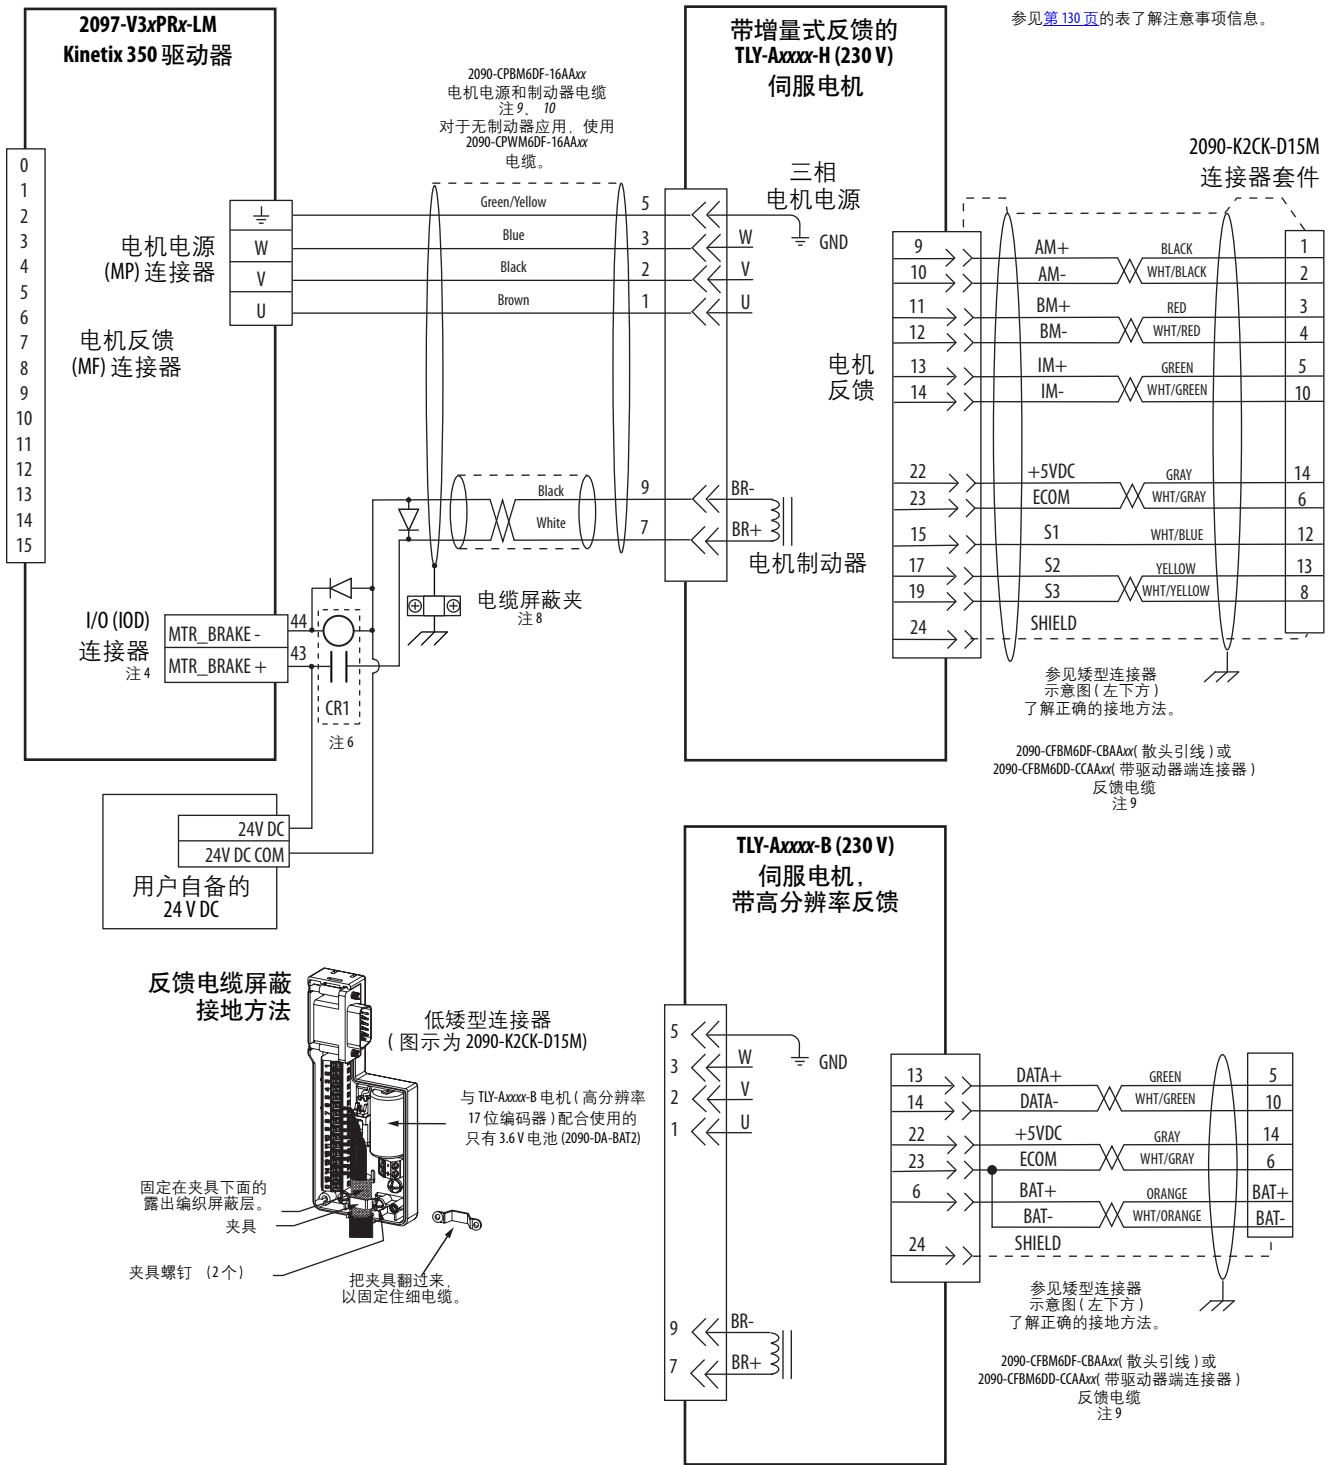 参见第 130 页的表了解注意事项信息。
2097-V3xPRx-LM
Kinetix 350 驱动器
0
1
2
3
4
5
6
7
8
9
10
11
12
13
14
15
电机电源
(MP) 连接器
W
V
U
电机反馈
(MF) 连接器
I/O (IOD)
连接器
注 4
MTR_BRAKE -
MTR_BRAKE +
44
43
CR1
注 6
24V DC
24V DC COM
用户自备的
24 V DC
2090-CPBM6DF-16AAxx
电机电源和制动器电缆
注 9、 10
对于无制动器应用，使用
2090-CPWM6DF-16AAxx
电缆。
Green/Yellow
Blue
Black
Brown
5
3
2
1
Black
White
9
7
电缆屏蔽夹
注 8
带增量式反馈的
TLY-Axxxx-H (230 V)
伺服电机
三相
电机电源
GND
W
V
U
BR-
BR+
电机制动器
电机
反馈
2090-K2CK-D15M
连接器套件
9 AM+ BLACK 1
10 AM- WHT/BLACK 2
11 BM+ RED 3
12 BM- WHT/RED 4
13 IM+ GREEN 5
14 IM- WHT/GREEN 10
22 +5VDC GRAY 14
23 ECOM WHT/GRAY 6
15 S1 WHT/BLUE 12
17 S2 YELLOW 13
19 S3 WHT/YELLOW 8
24 SHIELD
参见矮型连接器
示意图 ( 左下方 )
了解正确的接地方法。
2090-CFBM6DF-CBAAxx( 散头引线 ) 或
2090-CFBM6DD-CCAAxx( 带驱动器端连接器 )
反馈电缆
注 9
TLY-Axxxx-B (230 V)
伺服电机，
带高分辨率反馈
5
3
2
1
GND
W
V
U
9 BR-
7 BR+
13 DATA+ GREEN 5
14 DATA- WHT/GREEN 10
22 +5VDC GRAY 14
23 ECOM WHT/GRAY 6
6 BAT+ ORANGE BAT+
BAT- WHT/ORANGE BAT-
24 SHIELD
参见矮型连接器
示意图 ( 左下方 )
了解正确的接地方法。
2090-CFBM6DF-CBAAxx( 散头引线 ) 或
2090-CFBM6DD-CCAAxx( 带驱动器端连接器 )
反馈电缆
注 9
反馈电缆屏蔽
接地方法
低矮型连接器
( 图示为 2090-K2CK-D15M)
与 TLY-Axxxx-B 电机 ( 高分辨率
17 位编码器 ) 配合使用的
只有 3.6 V 电池 (2090-DA-BAT2)
固定在夹具下面的
露出编织屏蔽层。
夹具
夹具螺钉 (2 个)
把夹具翻过来，
以固定住细电缆。